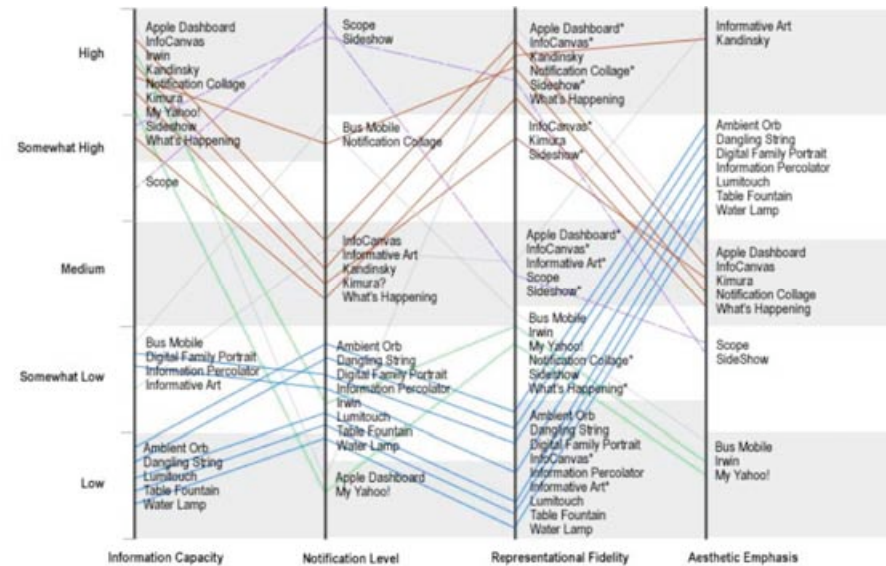 High
Somewhat High
Medium
Somewhat Low
Low
Apple Dashboard
InfoCanvas
Irwin
Kandinsky
Notification Collage
Kimura
My Yahoo!
Sideshow
What's Happening
Scope
Bus Mobile
Digital Family Portrait
Information Percolator
Informative Art
Ambient Orb
Dangling String
Lumitouch
Table Fountain
Water Lamp
Information Capacity
Scope
Sideshow
Bus Mobile
Notification Collage
InfoCanvas
Informative Art
Kandinsky
Kimura?
What's Happening
Ambient Orb
Dangling String
Digital Family Portrait
Information Percolator
Irwin
Lumitouch
Table Fountain
Water Lamp
Apple Dashboard
My Yahoo!
Notification Level
Apple Dashboard*
InfoCanvas*
Kandinsky
Notification Collage*
Sideshow*
What's Happening
InfoCanvas*
Kimura
Sideshow*
Apple Dashboard*
InfoCanvas*
Informative Art*
Scope
Sideshow*
Bus Mobile
Irwin
My Yahoo!
Notification Collage*
Sideshow
What's Happening*
Ambient Orb
Dangling String
Digital Family Portrait
InfoCanvas*
Information Percolator
Informative Art*
Lumitouch
Table Fountain
Water Lamp
Representational Fidelity
Informative Art
Kandinsky
Ambient Orb
Dangling String
Digital Family Portrait
Information Percolator
Lumitouch
Table Fountain
Water Lamp
Apple Dashboard
InfoCanvas
Kimura
Notification Collage
What's Happening
Scope
SideShow
Bus Mobile
Irwin
My Yahoo!
Aesthetic Emphasis